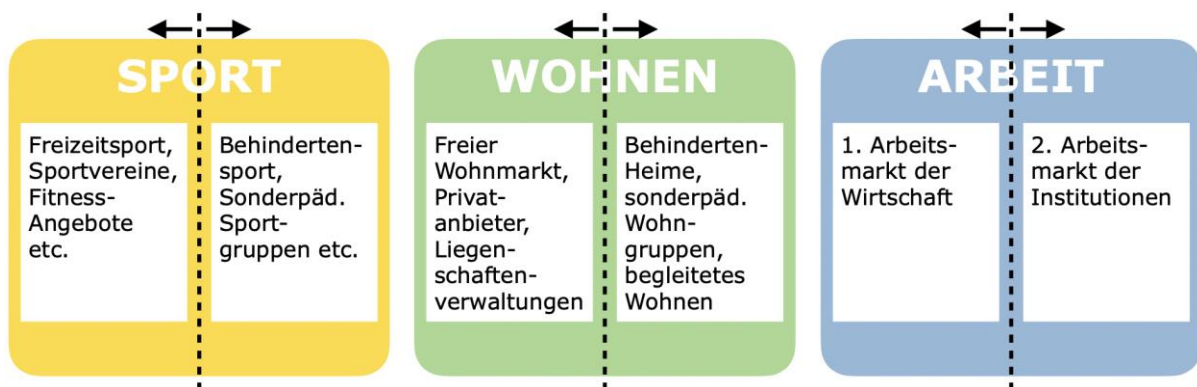 SPORT
Freizeitsport,
Sportvereine,
Fitness-
Angebote
etc.
Behinderten-
sport,
Sonderpäd.
Sport-
gruppen etc.
WOHNEN
Freier
Wohnmarkt,
Privat-
anbieter,
Liegen-
schaften-
verwaltungen
Behinderten-
Heime,
sonderpäd.
Wohn-
gruppen,
begleitetes
Wohnen
ARBEIT
1. Arbeits-
markt der
Wirtschaft
2. Arbeits-
markt der
Institutionen